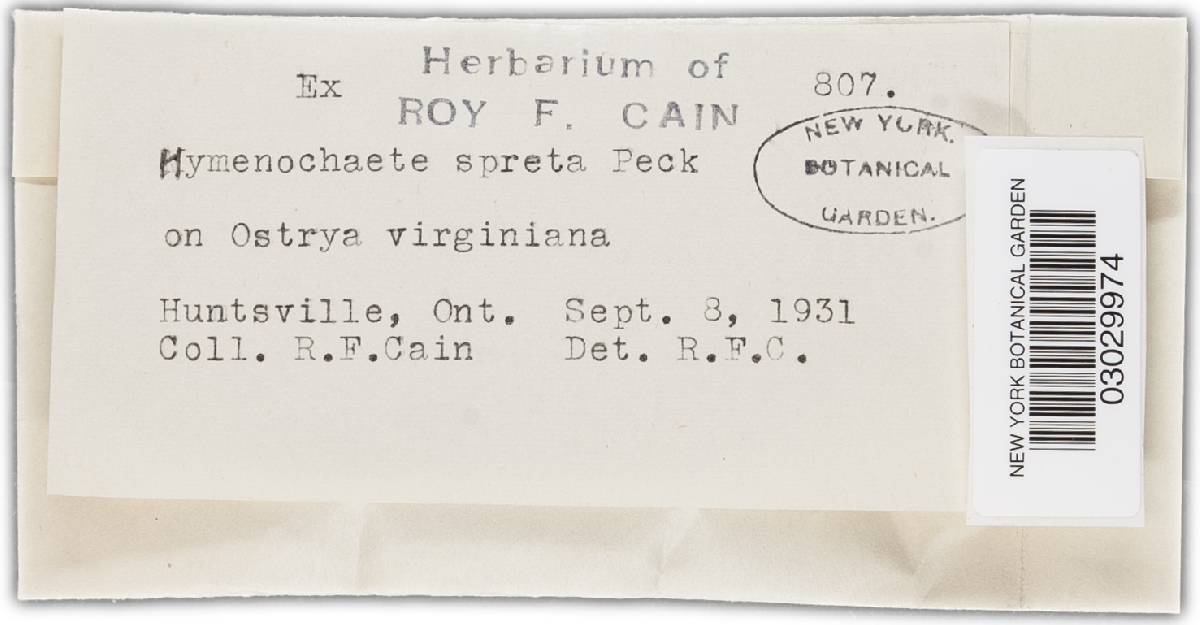 Ex Herbarium of 807.
ROY F. CAIN
NEW YORK.
BOTANICAL
GARDEN.
Hymenochaete spreta Peck
on Ostrya virginiana
Huntsville, Ont. Sept. 8, 1931
Coll. R.F.Cain Det. R.F.C.
NEW YORK BOTANICAL GARDEN
03029974